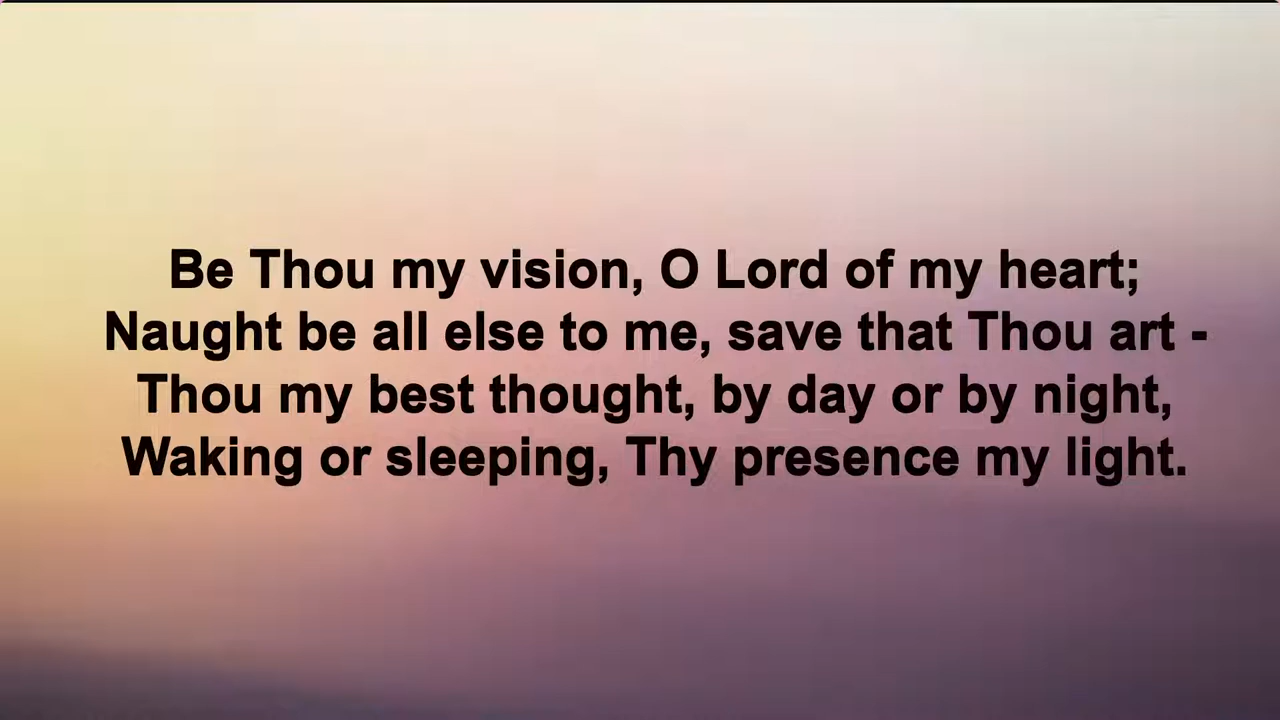 Be Thou my vision, O Lord of my heart;
Naught be all else to me, save that Thou art -
Thou my best thought, by day or by night,
Waking or sleeping, Thy presence my light.